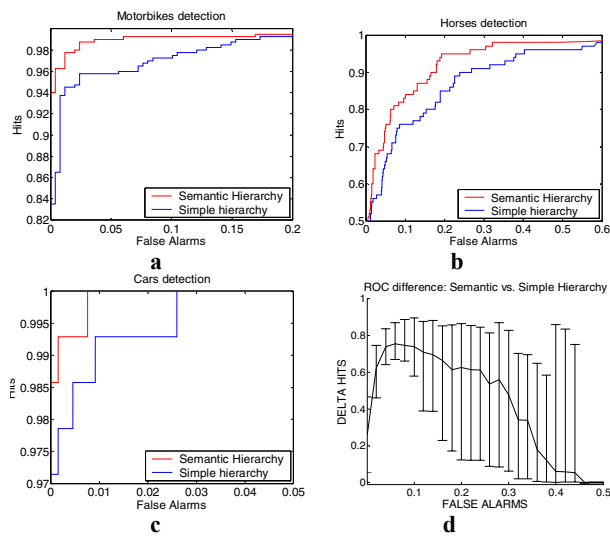 Motorbikes detection
0.98
0.96
0.94
0.92
0.9
0.88
0.86
0.84
0.82
Hits
0
0.05
0.1
0.15
0.2
False Alarms
Semantic Hierarchy
Simple hierarchy
a
Horses detection
1
0.9
0.8
0.7
0.6
0.5
Hits
0
0.1
0.2
0.3
0.4
0.5
0.6
False Alarms
Semantic Hierarchy
Simple hierarchy
b
Cars detection
1
0.995
0.99
0.985
0.98
0.975
0.97
Hits
0
0.01
0.02
0.03
0.04
0.05
False Alarms
Semantic Hierarchy
Simple hierarchy
c
ROC difference: Semantic vs. Simple Hierarchy
1
0.8
0.6
0.4
0.2
0
DELTA HITS
0.1
0.2
0.3
0.4
0.5
FALSE ALARMS
d